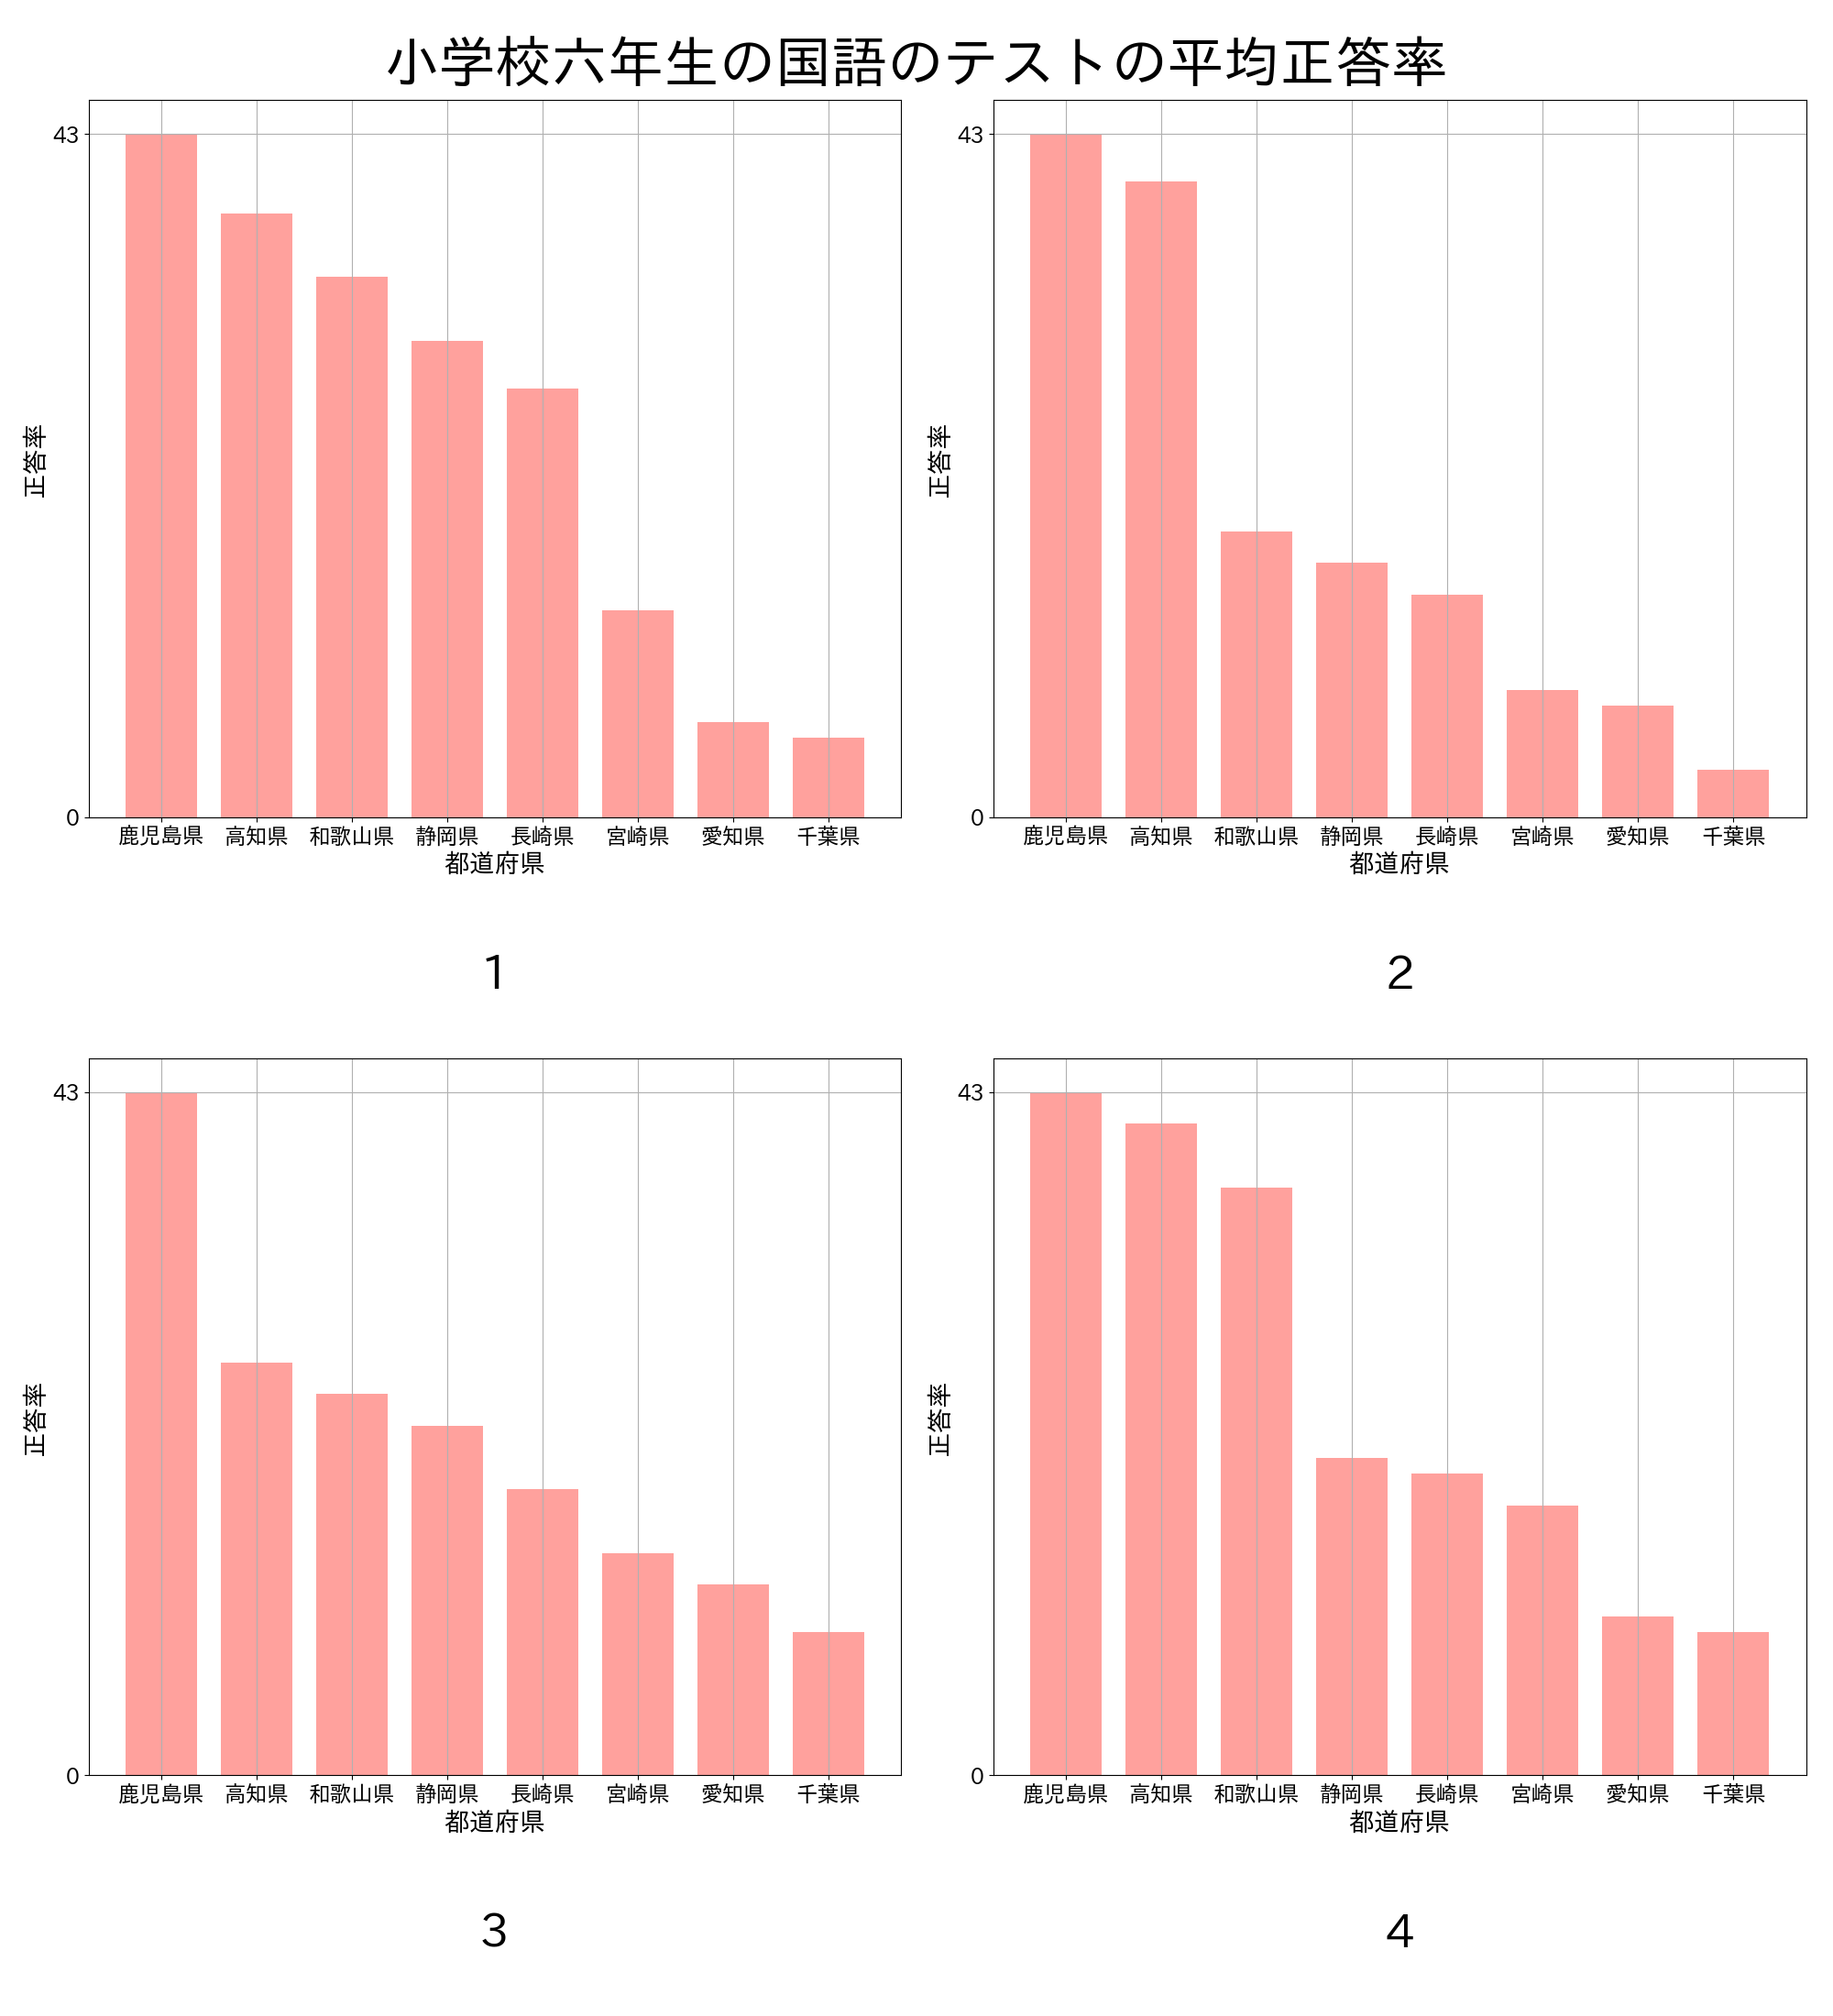 小学校六年生の国語のテストの平均正答率
43
0
正答率
鹿児島県 高知県 和歌山県 静岡県 長崎県 宮崎県 愛知県 千葉県
都道府県
1
43
0
正答率
鹿児島県 高知県 和歌山県 静岡県 長崎県 宮崎県 愛知県 千葉県
都道府県
2
43
0
正答率
鹿児島県 高知県 和歌山県 静岡県 長崎県 宮崎県 愛知県 千葉県
都道府県
3
43
0
正答率
鹿児島県 高知県 和歌山県 静岡県 長崎県 宮崎県 愛知県 千葉県
都道府県
4